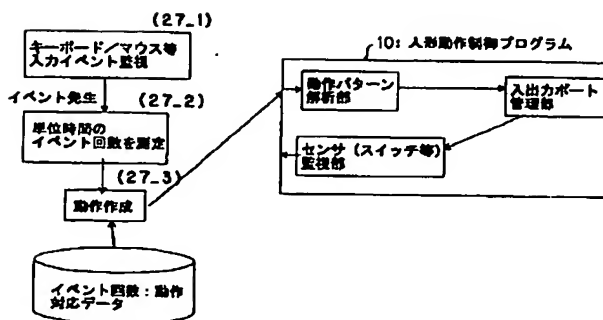 (27_1)
キーボード/マウス等
入力イベント監視
イベント発生
(27_2)
単位時間の
イベント回数を測定
(27_3)
動作作成
イベント回数:動作
対応データ
10:人形動作制御プログラム
動作パターン
解析部
入出力ポート
管理部
センサ(スイッチ等)
監視部